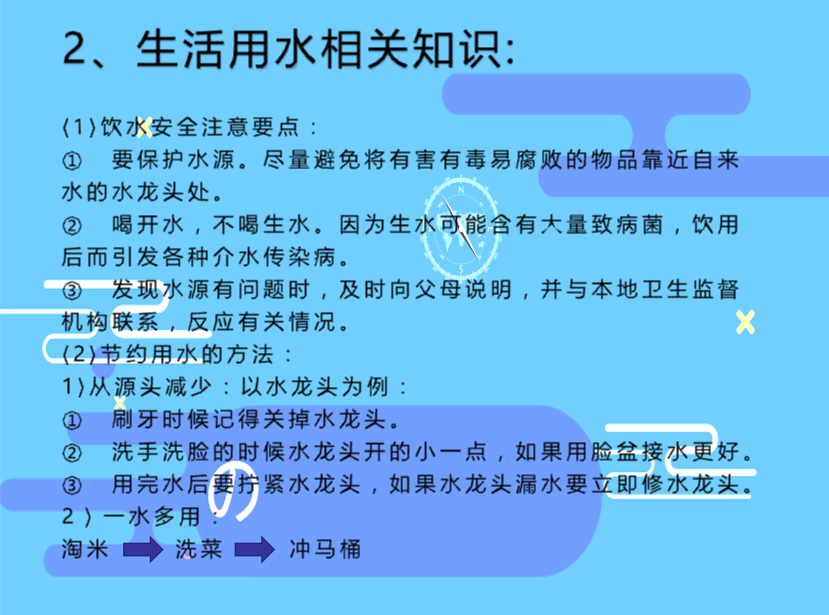 2、生活用水相关知识:
(1)饮水安全注意要点：
① 要保护水源。尽量避免将有害有毒易腐败的物品靠近自来
水的水龙头处。
② 喝开水，不喝生水。因为生水可能含有大量致病菌，饮用
后而引发各种介水传染病。
③ 发现水源有问题时，及时向父母说明，并与本地卫生监督
机构联系，反应有关情况。
(2)节约用水的方法：
1)从源头减少：以水龙头为例：
① 刷牙时候记得关掉水龙头。
② 洗手洗脸的时候水龙头开的小一点，如果用脸盆接水更好。
③ 用完水后要拧紧水龙头，如果水龙头漏水要立即修水龙头。
の
2）一水多用：
淘米 洗菜 冲马桶
N
S